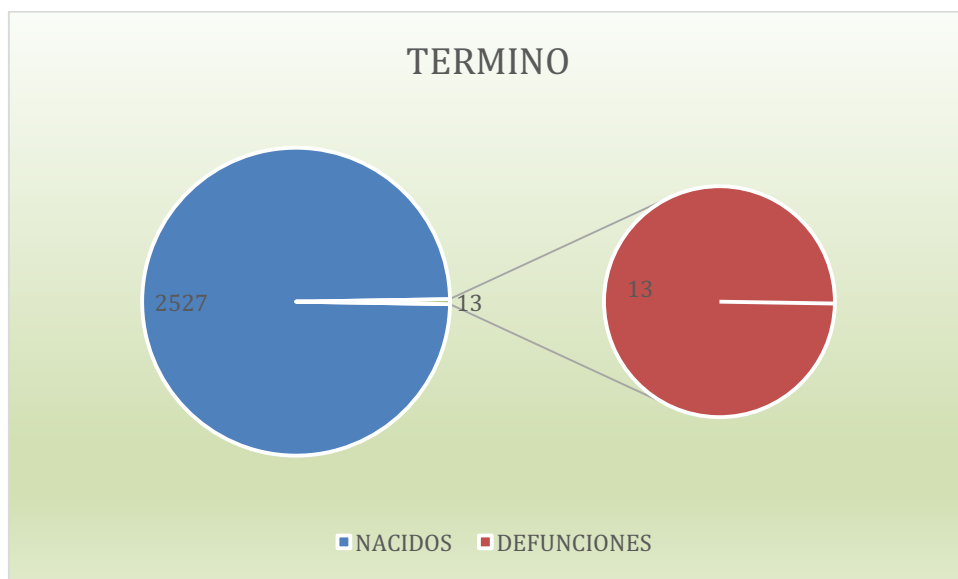 TERMINO
2527
13
13
NACIDOS
DEFUNCIONES